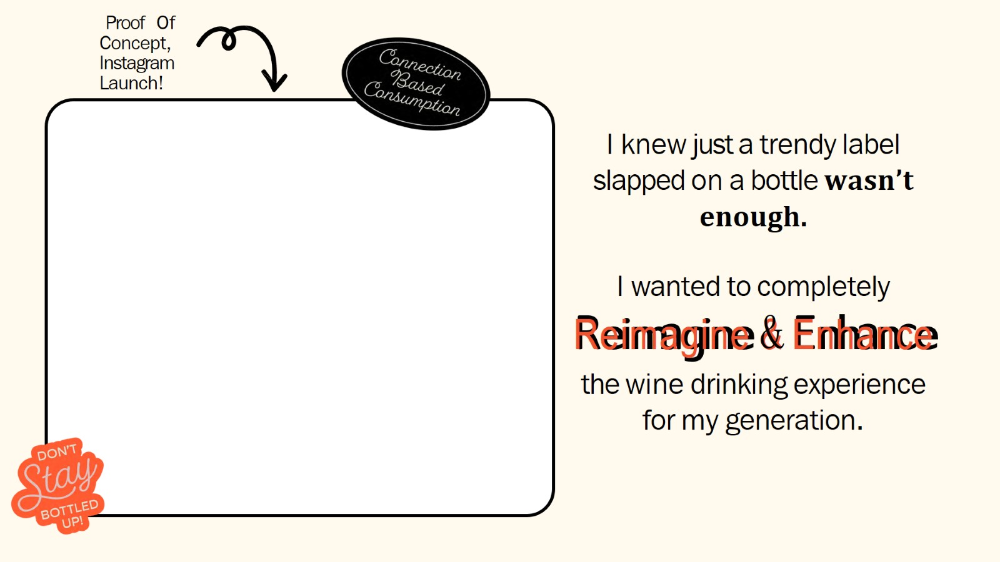 Proof Of
Concept,
Instagram
Launch!
Connection
Based
Consumption
I knew just a trendy label
slapped on a bottle wasn’t
enough.
I wanted to completely
Reimagine & Enhance
the wine drinking experience
for my generation.
DON'T
Stay
BOTTLED
UP!